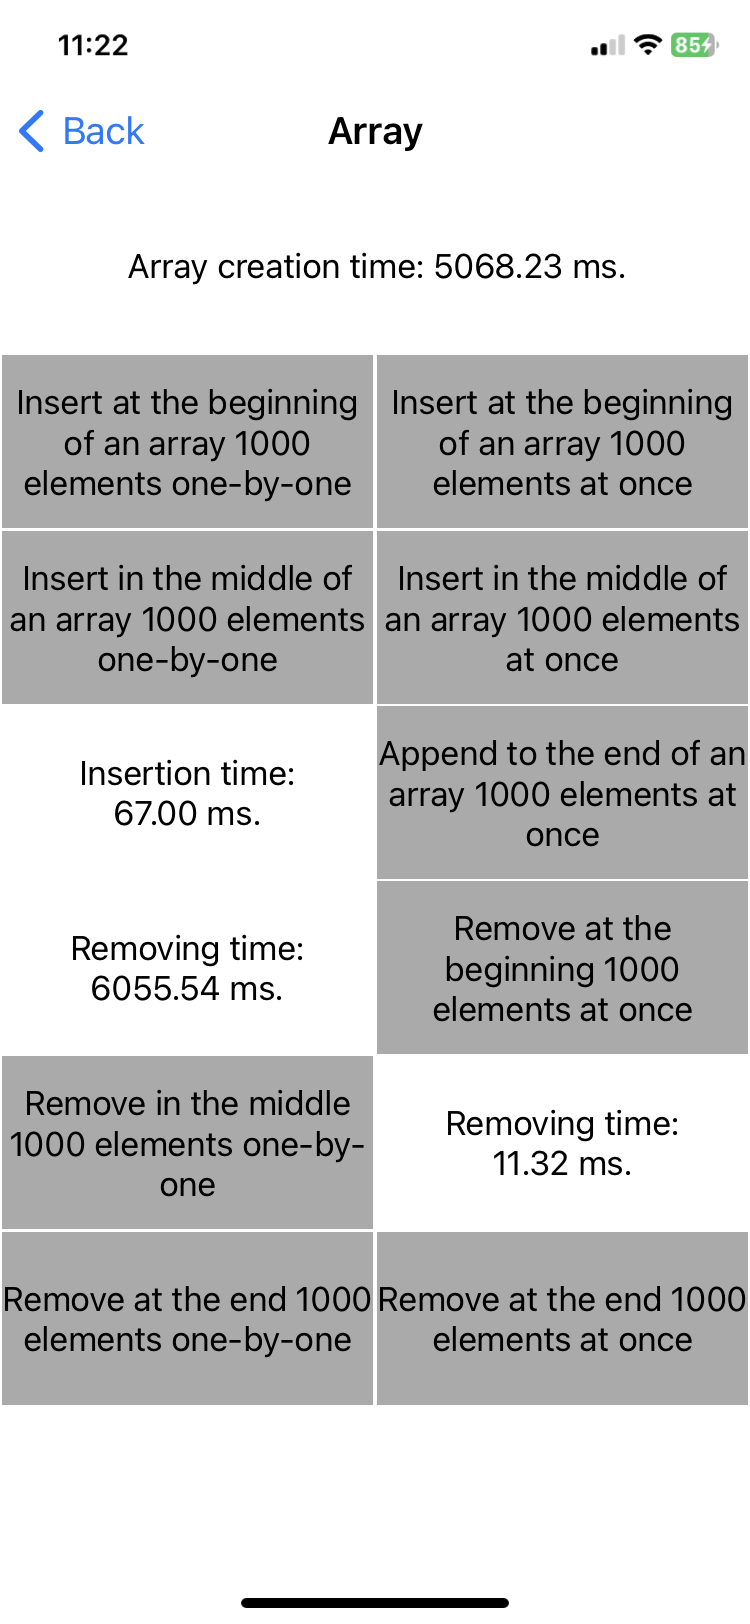 11:22
85
Back
Array
Array creation time: 5068.23 ms.
Insert at the beginning
of an array 1000
elements one-by-one
Insert at the beginning
of an array 1000
elements at once
Insert in the middle of
an array 1000 elements
one-by-one
Insert in the middle of
an array 1000 elements
at once
Insertion time:
67.00 ms.
Append to the end of an
array 1000 elements at
once
Removing time:
6055.54 ms.
Remove at the
beginning 1000
elements at once
Remove in the middle
1000 elements one-by-
one
Removing time:
11.32 ms.
Remove at the end 1000
elements one-by-one
Remove at the end 1000
elements at once